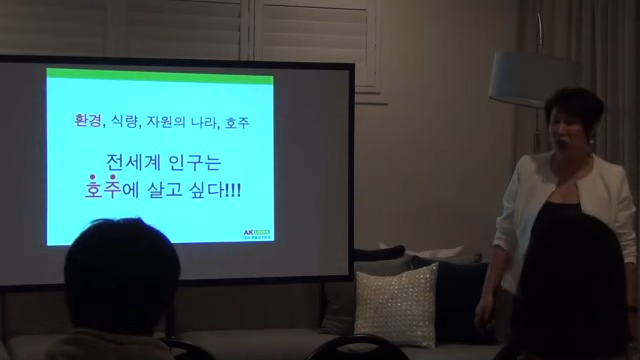 환경, 식량, 자원의 나라, 호주
전세계 인구는
호주에 살고 싶다!!!
AK